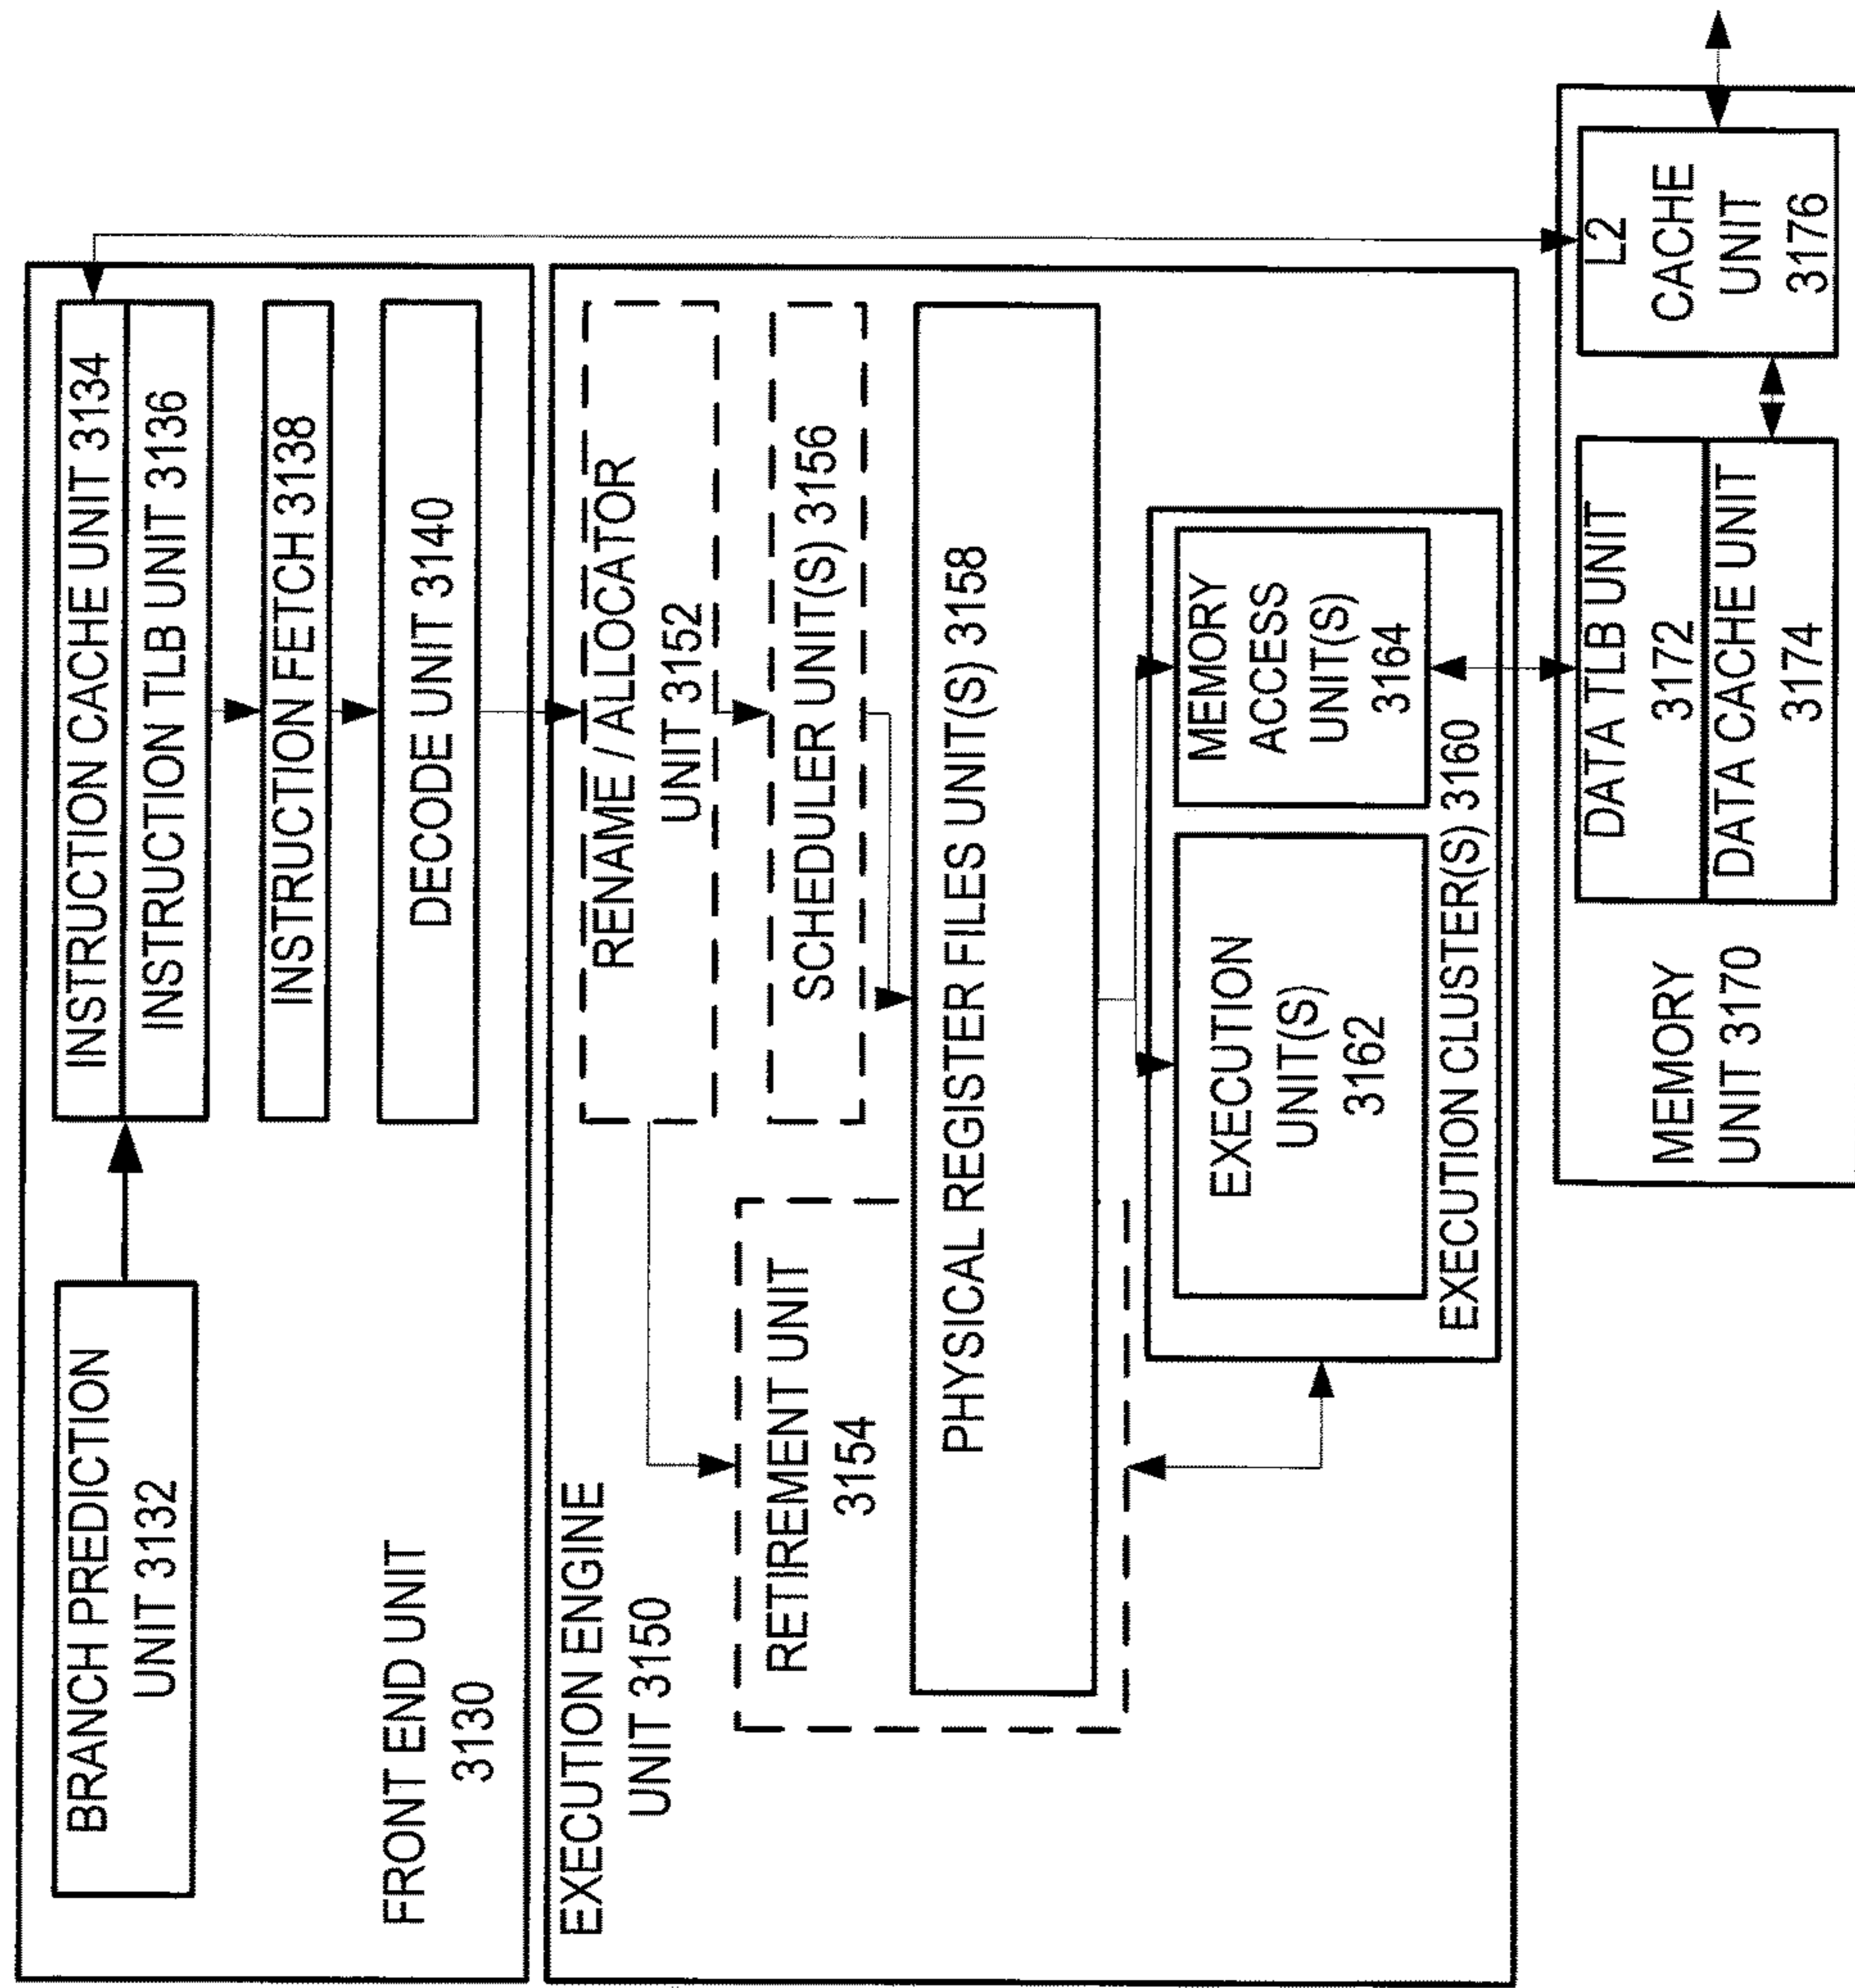 BRANCH PREDICTION
UNIT 3132
INSTRUCTION CACHE UNIT 3134
INSTRUCTION TLB UNIT 3136
INSTRUCTION FETCH 3138
DECODE UNIT 3140
FRONT END UNIT
3130
EXECUTION ENGINE
UNIT 3150
RENAME / ALLOCATOR
UNIT 3152
RETIREMENT UNIT
3154
SCHEDULER UNIT(S) 3156
PHYSICAL REGISTER FILES UNIT(S) 3158
EXECUTION
UNIT(S)
3162
MEMORY
ACCESS
UNIT(S)
3164
EXECUTION CLUSTER(S) 3160
MEMORY
UNIT 3170
DATA TLB UNIT
3172
DATA CACHE UNIT
3174
L2
CACHE
UNIT
3176